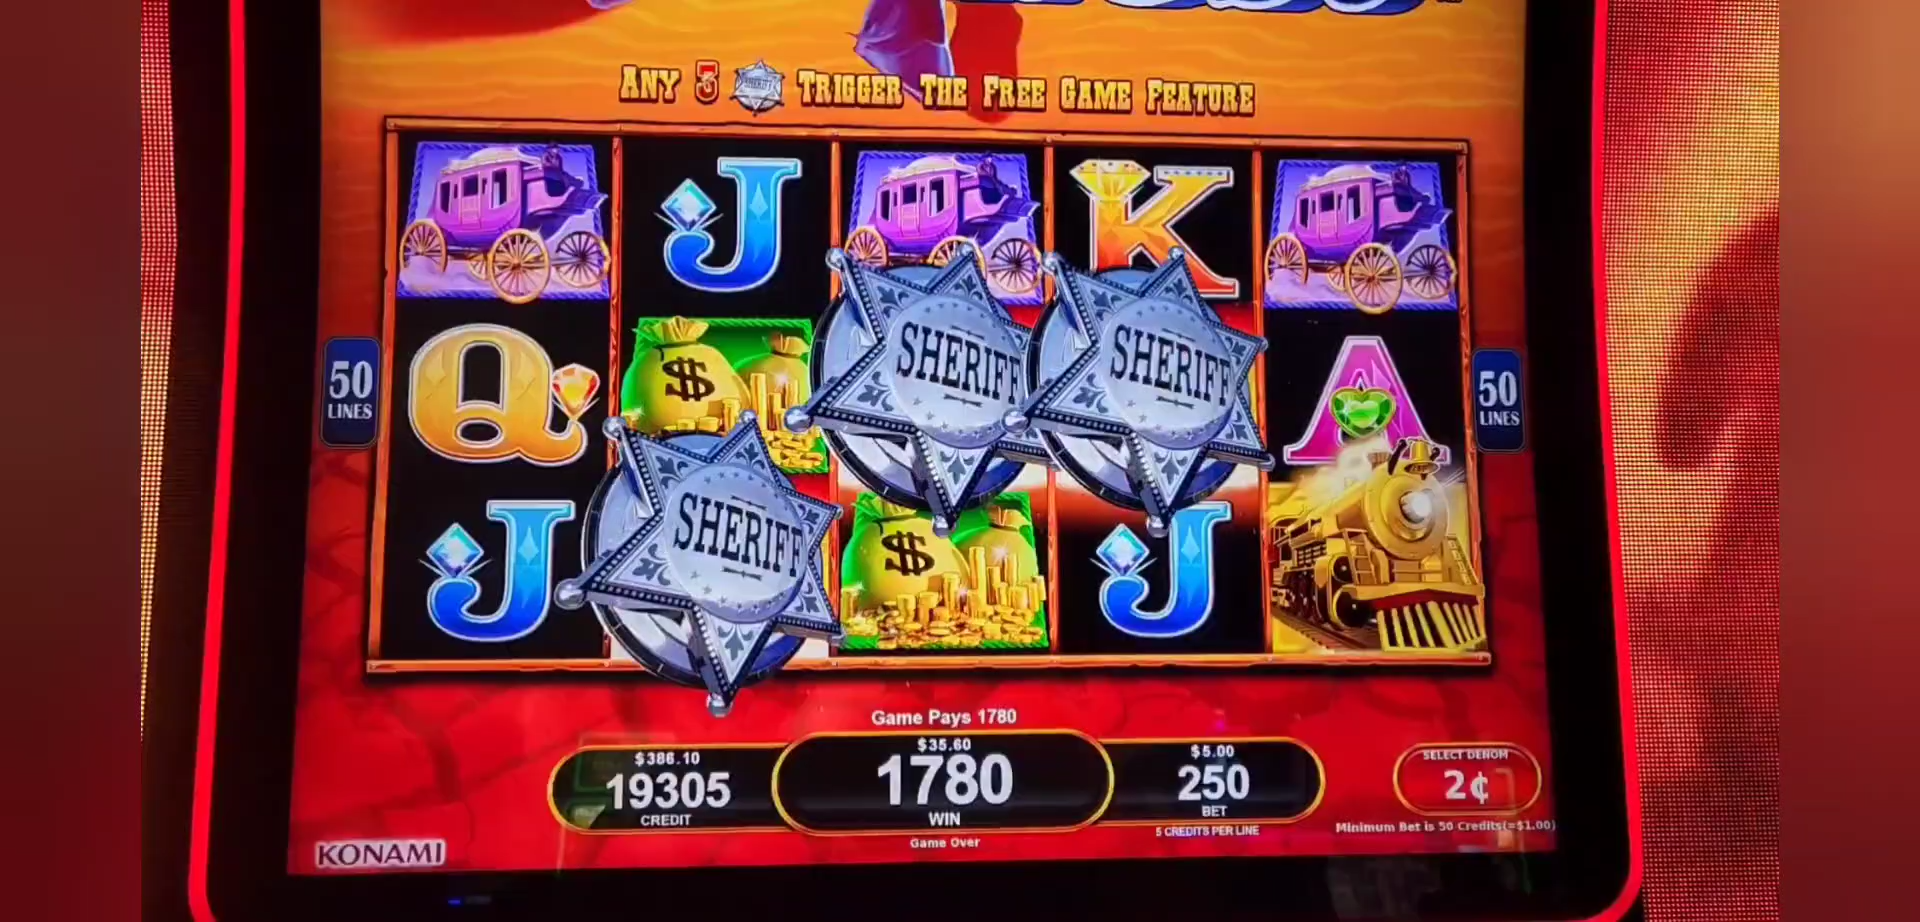 ANY 3 SHERIFF TRIGGER THE FREE GAME FEATURE
J
K
50 LINES
Q
$
SHERIFF
SHERIFF
A
50 LINES
J
SHERIFF
$
J
Game Pays 1780
$386.10
19305
CREDIT
$35.60
1780
WIN
Game Over
$5.00
250
BET
5 CREDITS PER LINE
SELECT DENOM
2¢
Minimum Bet is 50 Credits(=$1.00)
KONAMI